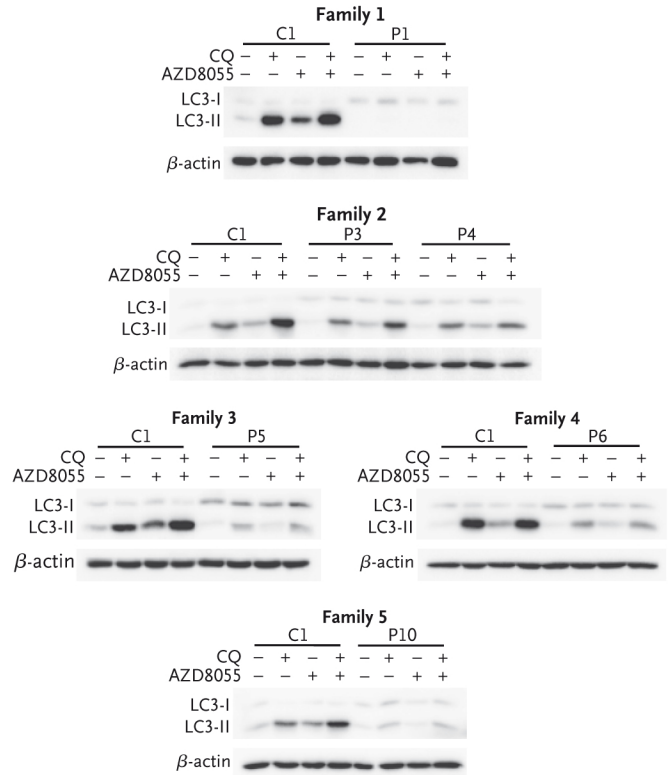 Family 1
C1 P1
CQ – + – + – + – +
AZD8055 – – + + – – + +
LC3-I
LC3-II
β-actin
Family 2
C1 P3 P4
CQ – + – + – + – + – + – +
AZD8055 – – + + – – + + – – + +
LC3-I
LC3-II
β-actin
Family 3
C1 P5
CQ – + – + – + – +
AZD8055 – – + + – – + +
LC3-I
LC3-II
β-actin
Family 4
C1 P6
CQ – + – + – + – +
AZD8055 – – + + – – + +
LC3-I
LC3-II
β-actin
Family 5
C1 P10
CQ – + – + – + – +
AZD8055 – – + + – – + +
LC3-I
LC3-II
β-actin